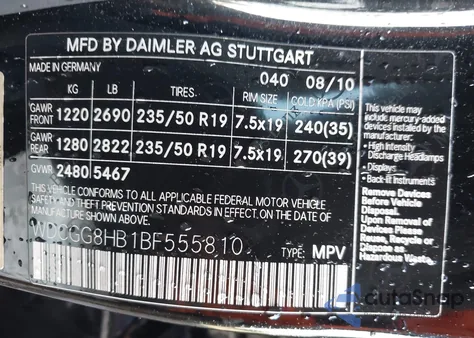 MFD BY DAIMLER AG STUTTGART
MADE IN GERMANY
040 08/10
KG LB TIRES RIM SIZE COLD KPA (PSI)
GAWR FRONT 1220 2690 235/50 R19 7.5x19 240(35)
GAWR REAR 1280 2822 235/50 R19 7.5x19 270(39)
GVWR 2480 5467
THIS VEHICLE CONFORMS TO ALL APPLICABLE FEDERAL MOTOR VEHICLE
SAFETY AND THEFT PREVENTION STANDARDS IN EFFECT ON THE DATE OF
MANUFACTURE SHOWN ABOVE.
WDCGG8HB1BF555810
TYPE: MPV
This vehicle may
include mercury-added
devices installed by the
manufacturer:
• High Intensity
Discharge Headlamps
• Displays
• Back-lit Instruments
Remove Devices
Before Vehicle
Disposal.
Upon Removal of
Devices Please
Reuse, Recycle
or Dispose as
Hazardous Waste.
AutoSnap